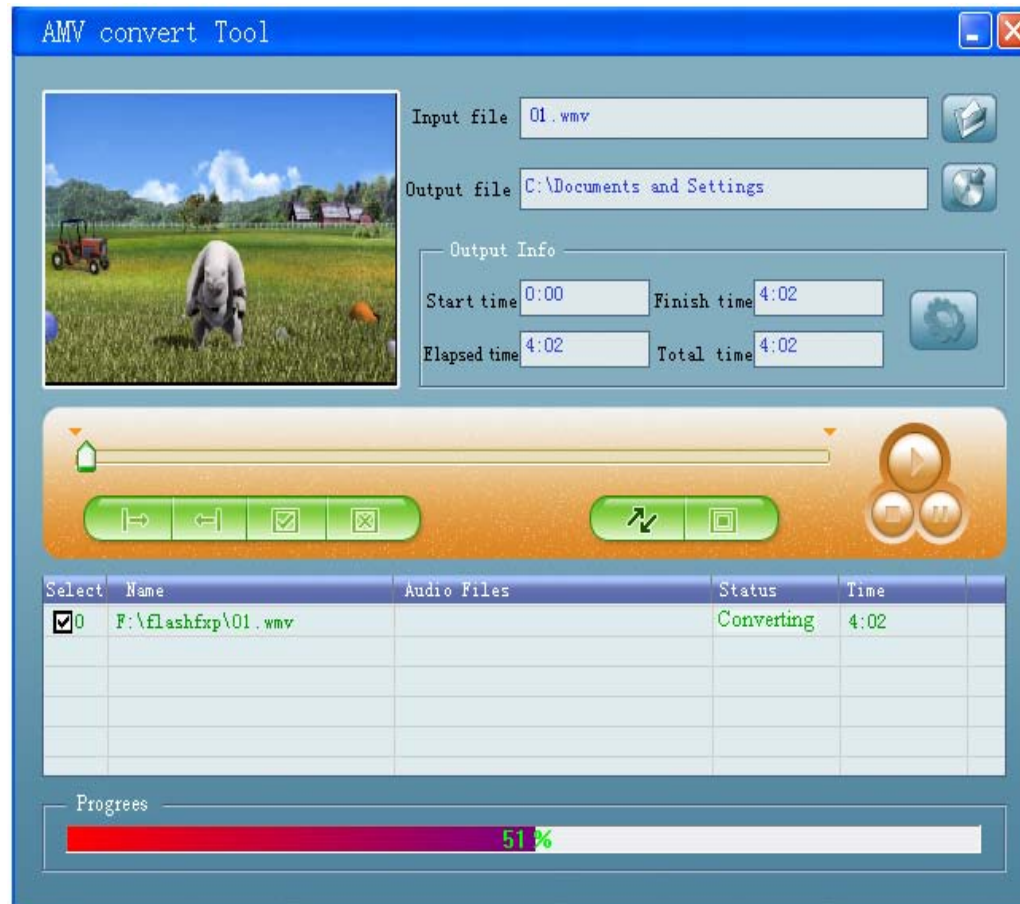 AMV convert Tool
Input file 01.wmv
Output file C:\Documents and Settings
Output Info
Start time 0:00 Finish time 4:02
Elapsed time 4:02 Total time 4:02
Select Name Audio Files Status Time
0 F:\flashfxp\01.wmv Converting 4:02
Progrees
51 %